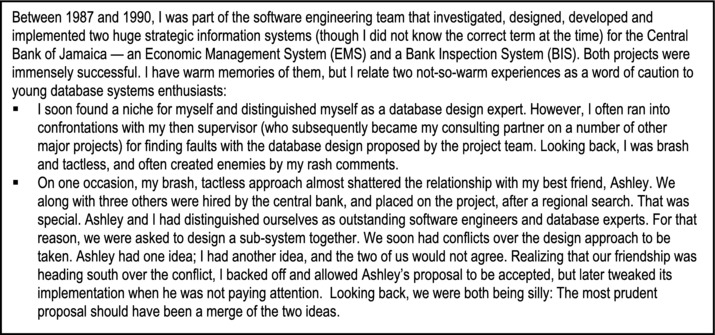 Between 1987 and 1990, I was part of the software engineering team that investigated, designed, developed and
implemented two huge strategic information systems (though I did not know the correct term at the time) for the Central
Bank of Jamaica — an Economic Management System (EMS) and a Bank Inspection System (BIS). Both projects were
immensely successful. I have warm memories of them, but I relate two not-so-warm experiences as a word of caution to
young database systems enthusiasts:
▪ I soon found a niche for myself and distinguished myself as a database design expert. However, I often ran into
confrontations with my then supervisor (who subsequently became my consulting partner on a number of other
major projects) for finding faults with the database design proposed by the project team. Looking back, I was brash
and tactless, and often created enemies by my rash comments.
▪ On one occasion, my brash, tactless approach almost shattered the relationship with my best friend, Ashley. We
along with three others were hired by the central bank, and placed on the project, after a regional search. That was
special. Ashley and I had distinguished ourselves as outstanding software engineers and database experts. For that
reason, we were asked to design a sub-system together. We soon had conflicts over the design approach to be
taken. Ashley had one idea; I had another idea, and the two of us would not agree. Realizing that our friendship was
heading south over the conflict, I backed off and allowed Ashley's proposal to be accepted, but later tweaked its
implementation when he was not paying attention. Looking back, we were both being silly: The most prudent
proposal should have been a merge of the two ideas.